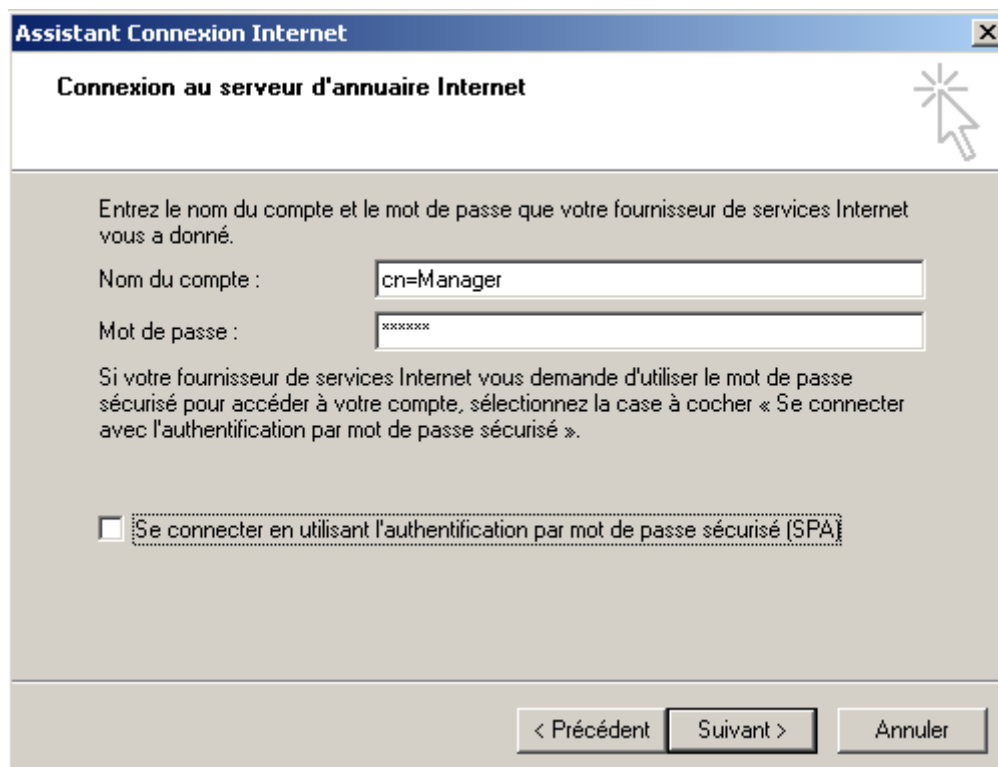 Assistant Connexion Internet
Connexion au serveur d'annuaire Internet
Entrez le nom du compte et le mot de passe que votre fournisseur de services Internet
vous a donné.
Nom du compte :
cn=Manager
Mot de passe :
××××××
Si votre fournisseur de services Internet vous demande d'utiliser le mot de passe
sécurisé pour accéder à votre compte, sélectionnez la case à cocher « Se connecter
avec l'authentification par mot de passe sécurisé ».
Se connecter en utilisant l'authentification par mot de passe sécurisé (SPA)
< Précédent
Suivant >
Annuler